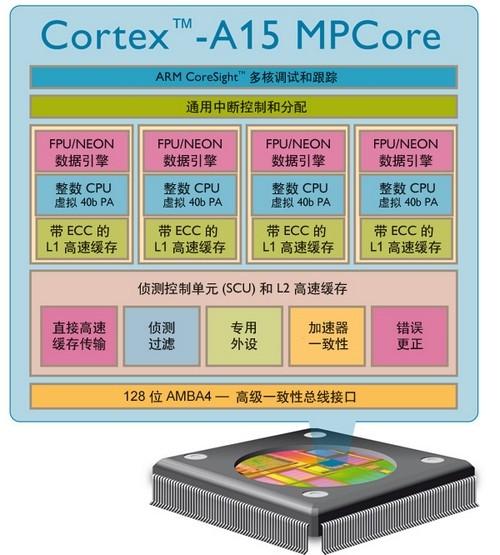 Cortex™-A15 MPCore
ARM CoreSight™ 多核调试和跟踪
通用中断控制和分配
FPU/NEON
数据引擎
整数 CPU
虚拟 40b PA
带 ECC 的
L1 高速缓存
FPU/NEON
数据引擎
整数 CPU
虚拟 40b PA
带 ECC 的
L1 高速缓存
FPU/NEON
数据引擎
整数 CPU
虚拟 40b PA
带 ECC 的
L1 高速缓存
FPU/NEON
数据引擎
整数 CPU
虚拟 40b PA
带 ECC 的
L1 高速缓存
侦测控制单元 (SCU) 和 L2 高速缓存
直接高速
缓存传输
侦测
过滤
专用
外设
加速器
一致性
错误
更正
128 位 AMBA4 — 高级一致性总线接口